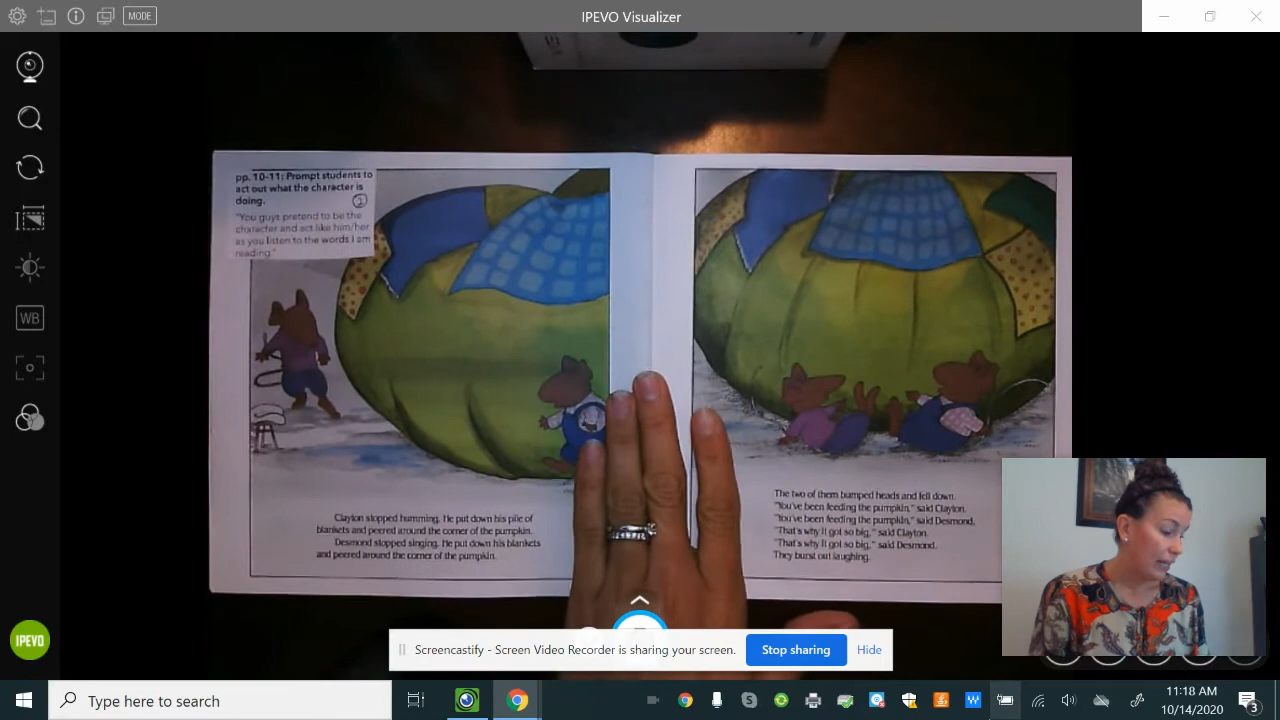 MODE
IPEVO Visualizer
WB
IPEVO
pp. 10-11: Prompt students to
act out what the character is
doing.
2
"You guys pretend to be the
character and act like him/her
as you listen to the words I am
reading"
Clayton stopped humming. He put down his pile of
blankets and peered around the corner of the pumpkin.
Desmond stopped singing. He put down his blankets
and peered around the corner of the pumpkin.
The two of them bumped heads and fell down.
"You've been feeding the pumpkin," said Clayton.
"You've been feeding the pumpkin," said Desmond.
"That's why it got so big," said Clayton.
"That's why it got so big," said Desmond.
They burst out laughing.
Screencastify - Screen Video Recorder is sharing your screen.
Stop sharing
Hide
Type here to search
11:18 AM
10/14/2020
3